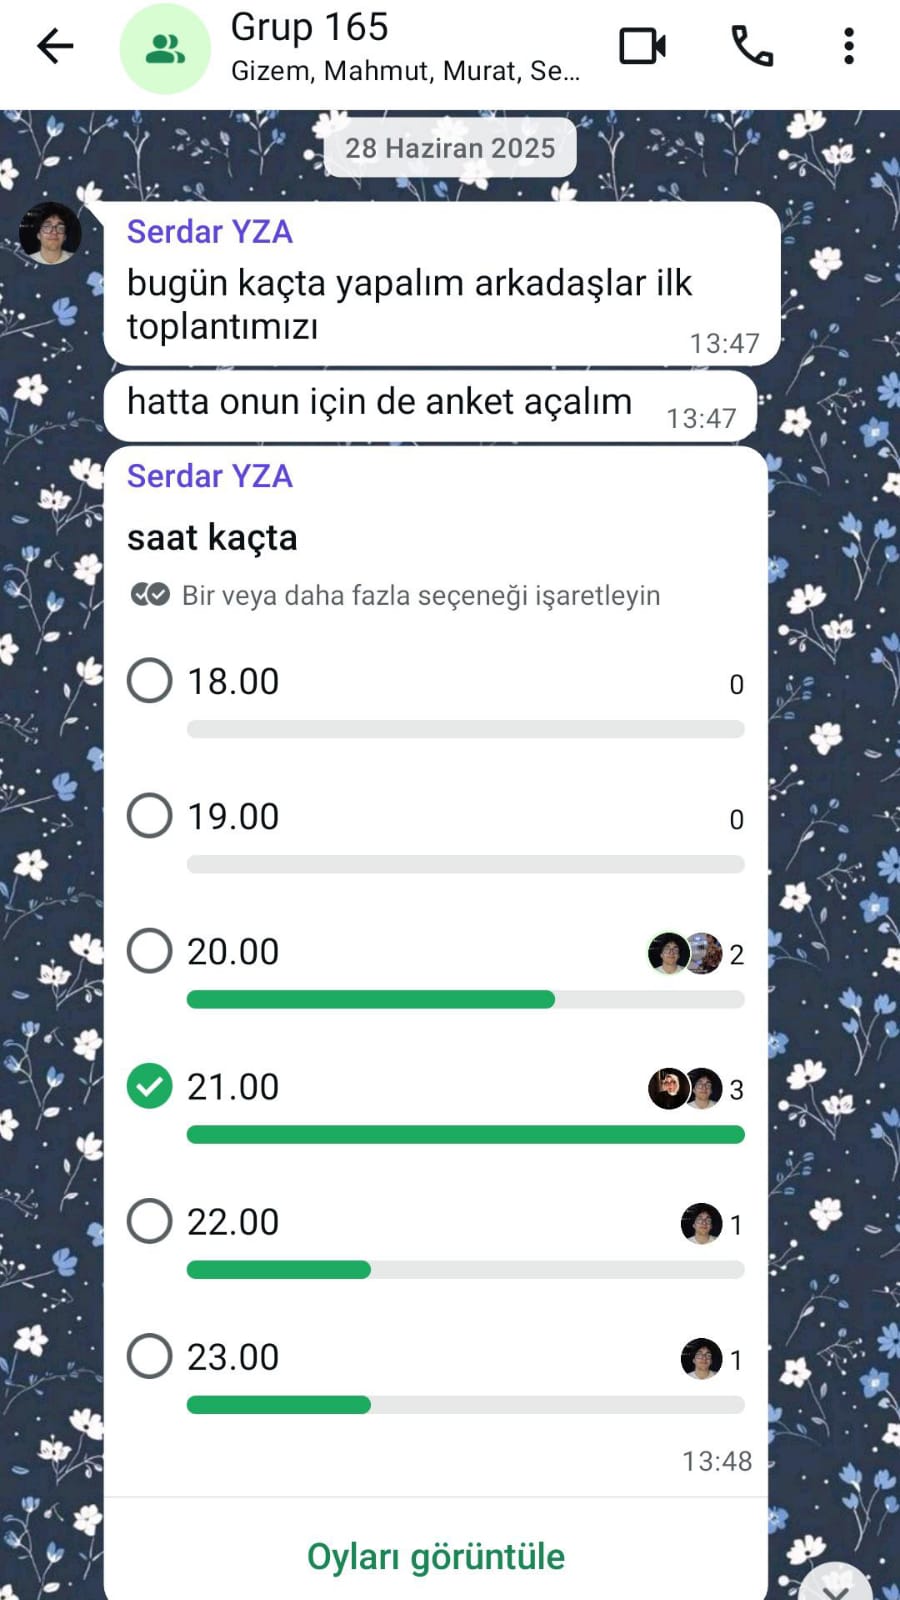 Grup 165
Gizem, Mahmut, Murat, Se...
28 Haziran 2025
Serdar YZA
bugün kaçta yapalım arkadaşlar ilk
toplantımızı
13:47
hatta onun için de anket açalım
13:47
Serdar YZA
saat kaçta
Bir veya daha fazla seçeneği işaretleyin
18.00
0
19.00
0
20.00
2
21.00
3
22.00
1
23.00
1
13:48
Oyları görüntüle